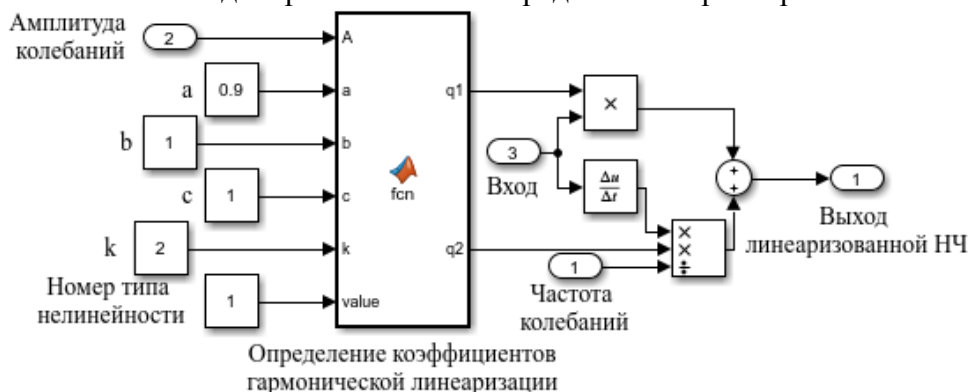 Амплитуда
колебаний
2
A
a
0.9
a
q1
×
b
1
b
3
Вход
fcn
Δu
Δt
+
+
1
Выход
линеаризованной НЧ
c
1
c
k
2
k
q2
×
×
÷
1
Частота
колебаний
Номер типа
нелинейности
1
value
Определение коэффициентов
гармонической линеаризации